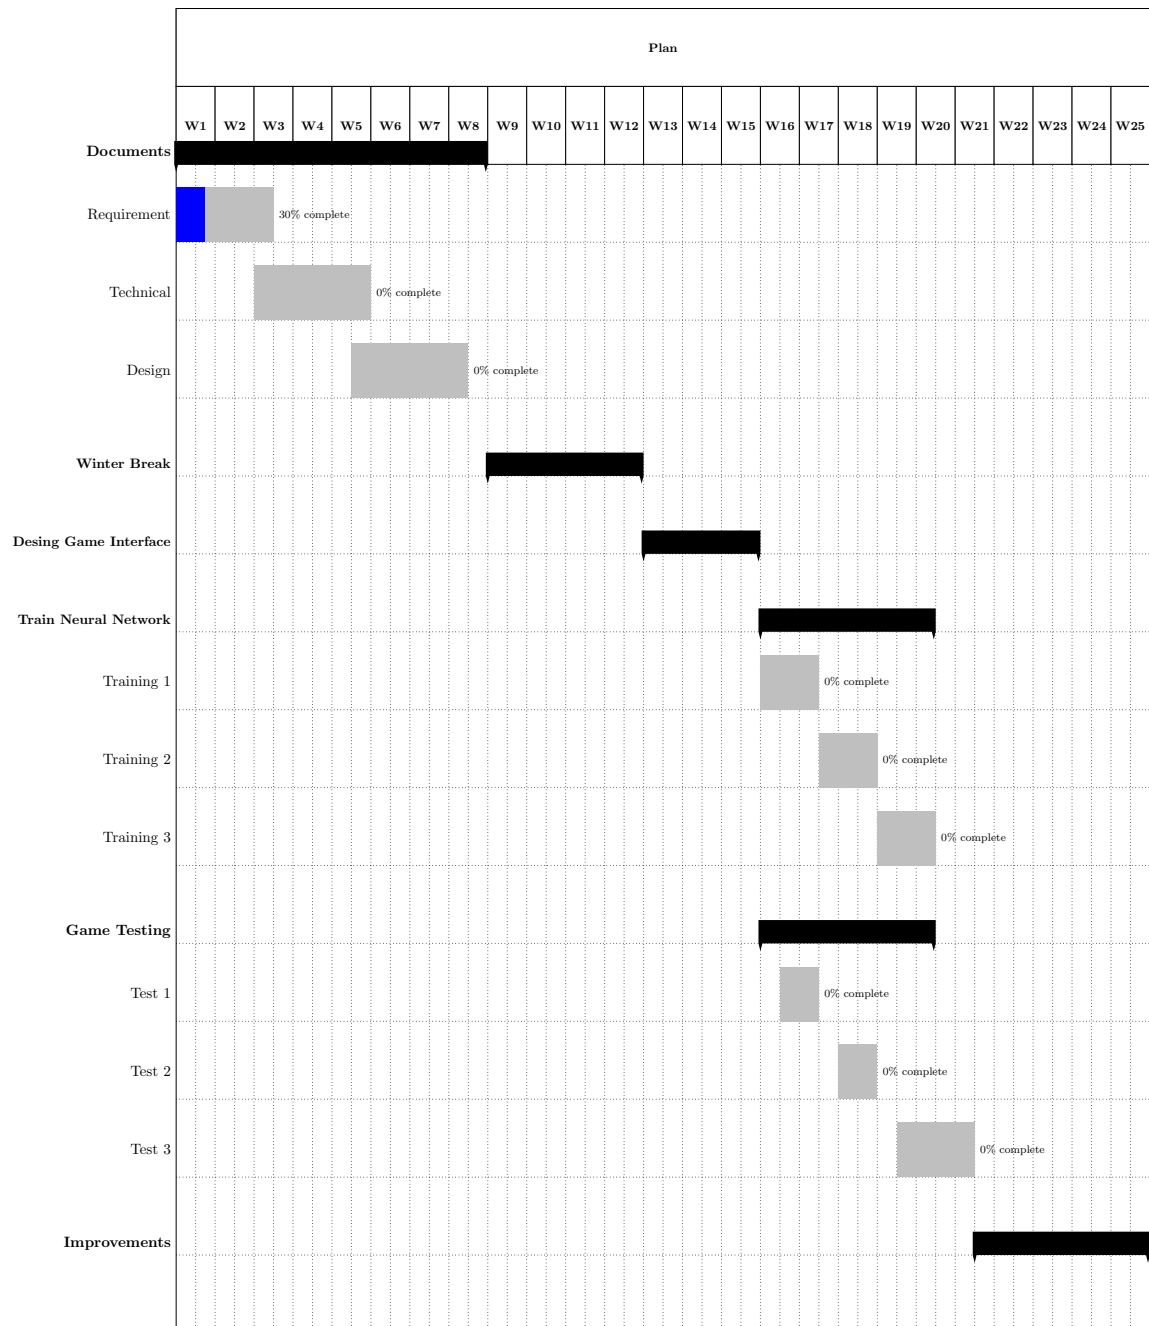 Plan
W1 W2 W3 W4 W5 W6 W7 W8 W9 W10 W11 W12 W13 W14 W15 W16 W17 W18 W19 W20 W21 W22 W23 W24 W25
Documents
Requirement 30% complete
Technical 0% complete
Design 0% complete
Winter Break
Desing Game Interface
Train Neural Network
Training 1 0% complete
Training 2 0% complete
Training 3 0% complete
Game Testing
Test 1 0% complete
Test 2 0% complete
Test 3 0% complete
Improvements